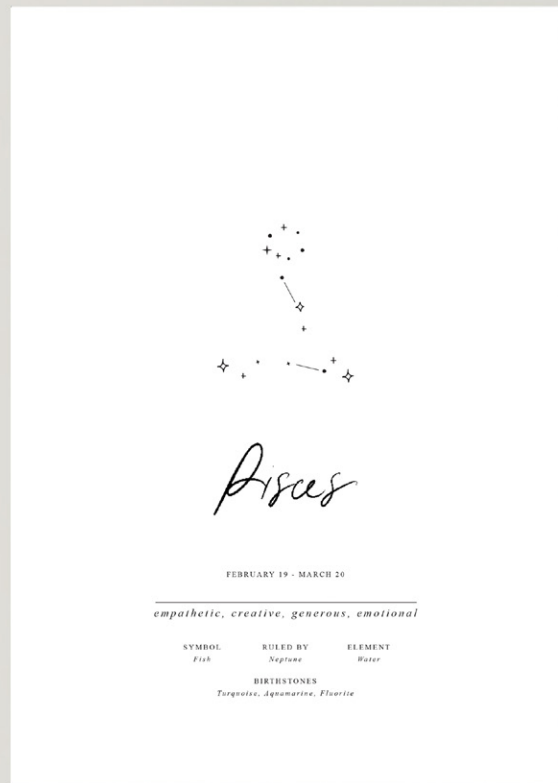 Pisces
FEBRUARY 19 - MARCH 20
empathetic, creative, generous, emotional
SYMBOL RULED BY ELEMENT
Fish Neptune Water
BIRTHSTONES
Turquoise, Aquamarine, Fluorite